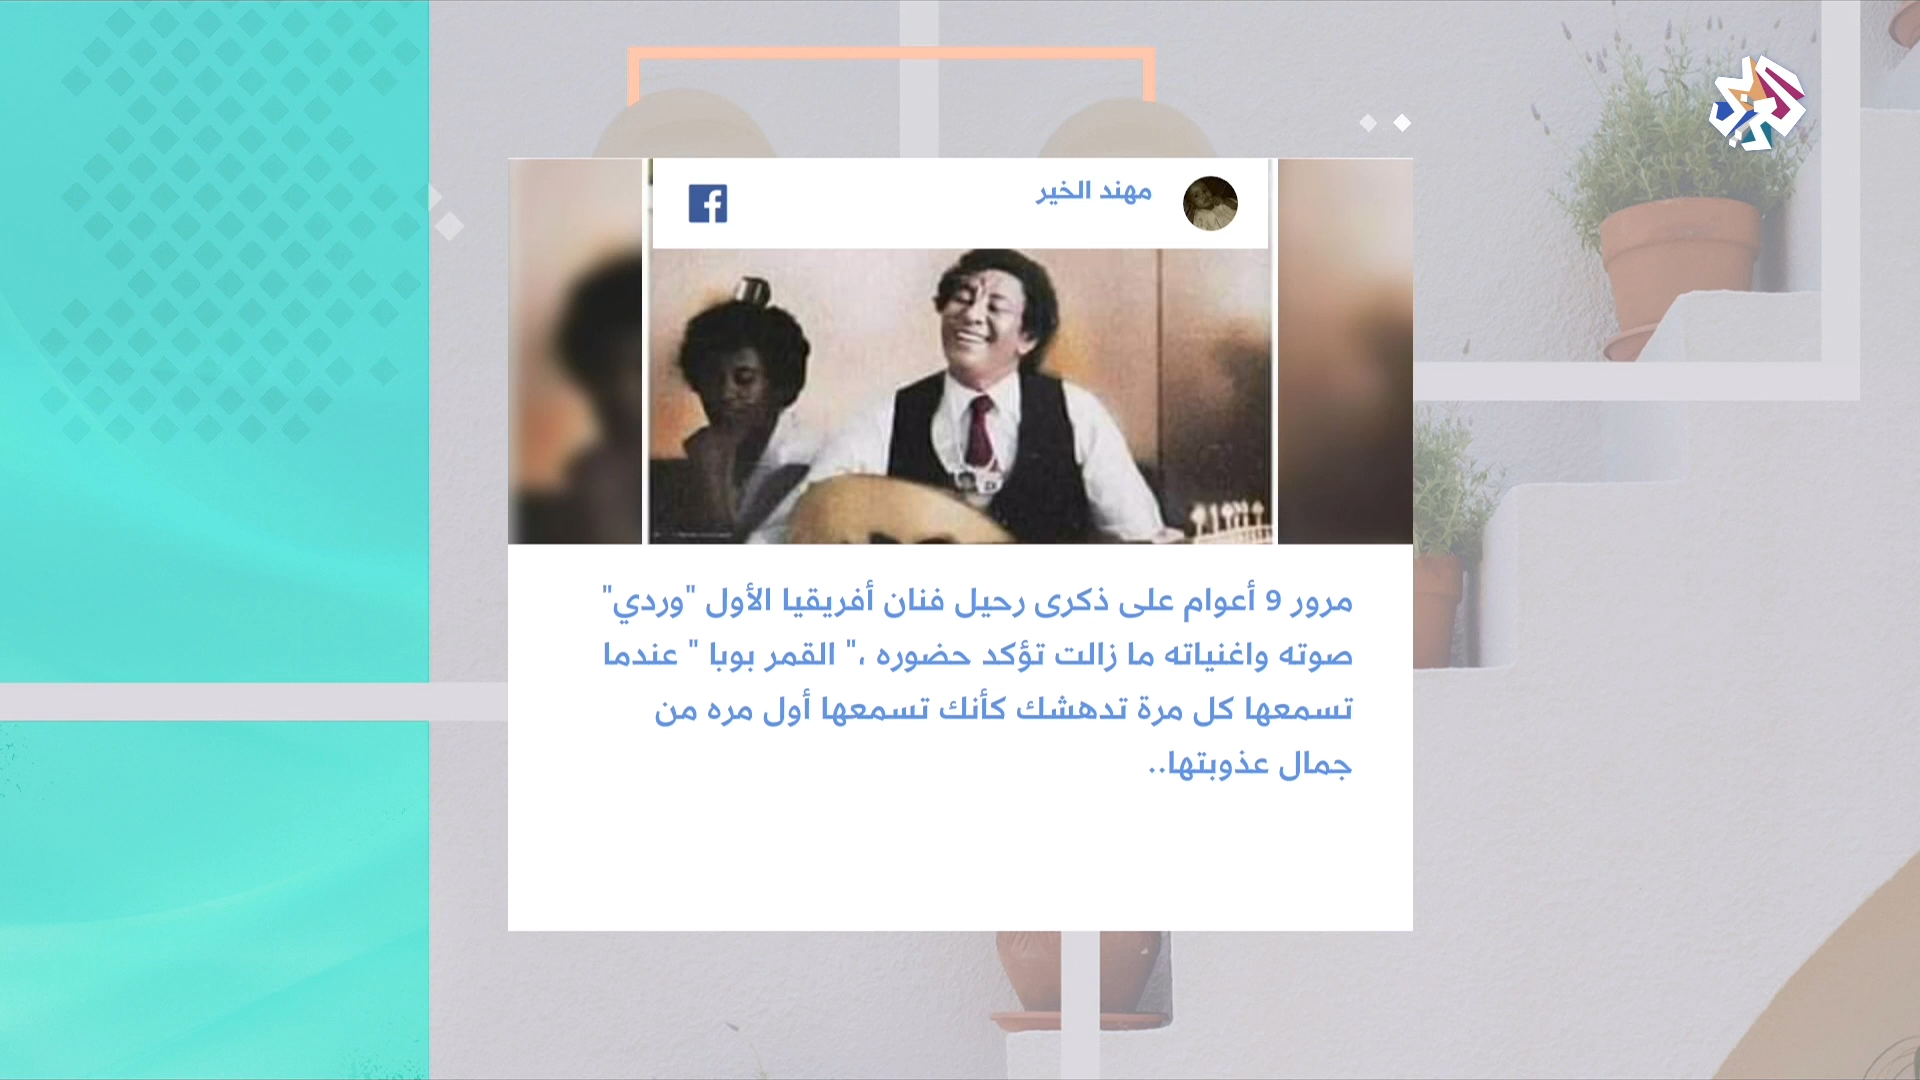 مهند الخير
مرور 9 أعوام على ذكرى رحيل فنان أفريقيا الأول "وردي"
صوته واغنياته ما زالت تؤكد حضوره ،" القمر بوبا " عندما
تسمعها كل مرة تدهشك كأنك تسمعها أول مره من
جمال عذوبتها..